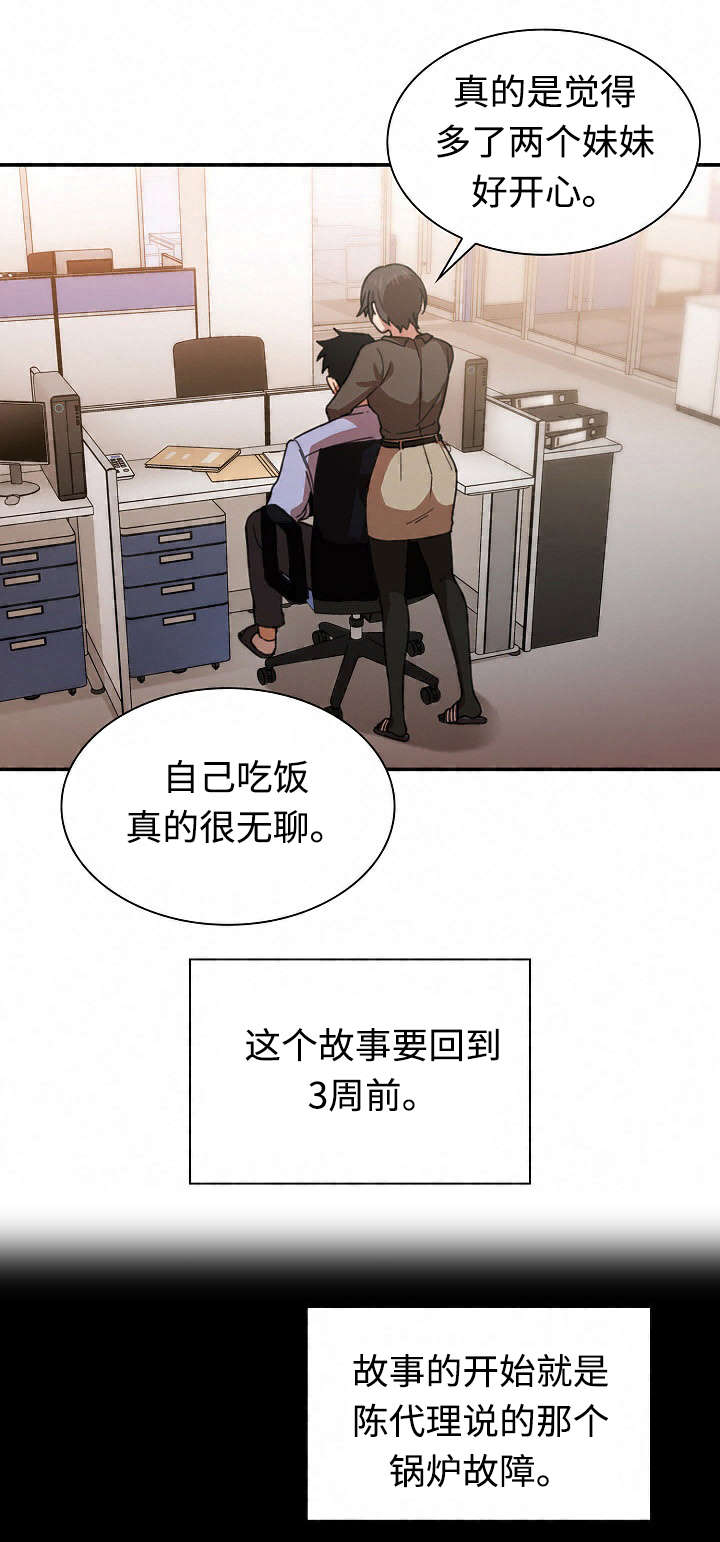 真的是觉得
多了两个妹妹
好开心。
自己吃饭
真的很无聊。
这个故事要回到
3周前。
故事的开始就是
陈代理说的那个
锅炉故障。